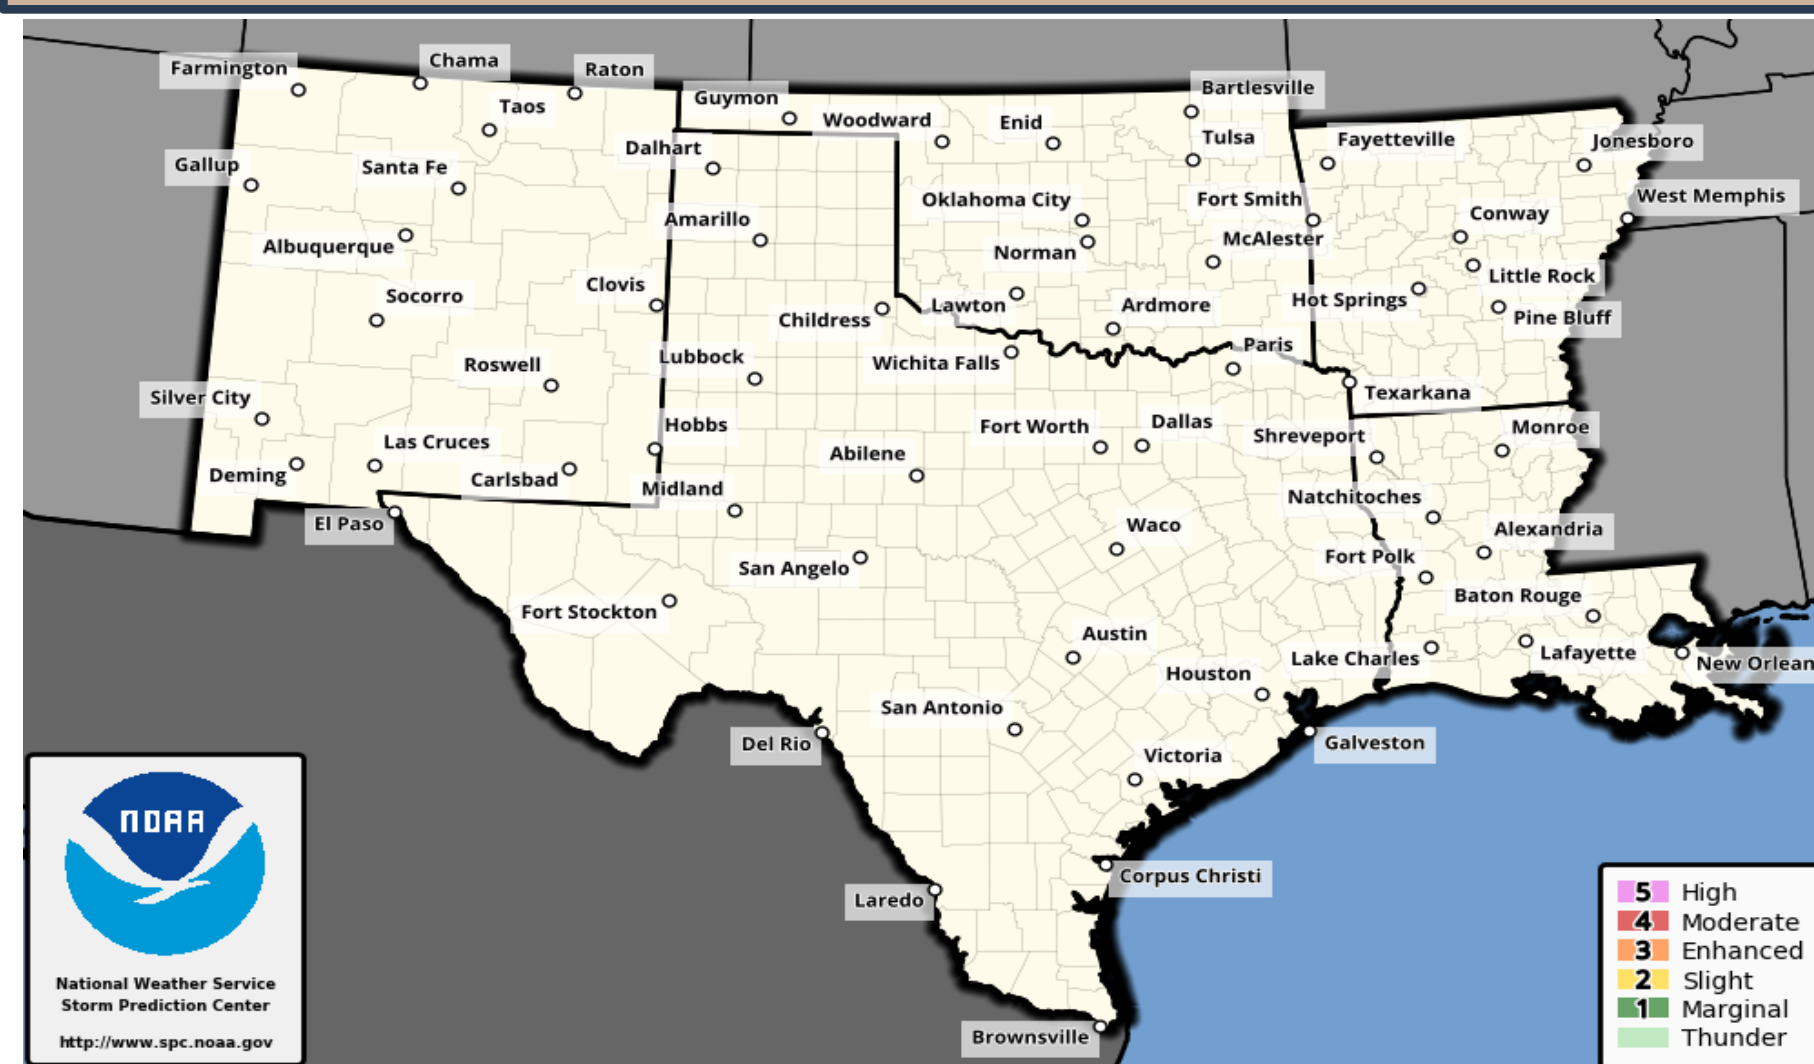 Farmington
Chama
Raton
Taos
Guymon
Woodward
Enid
Bartlesville
Tulsa
Fayetteville
Jonesboro
Gallup
Santa Fe
Dalhart
Oklahoma City
Fort Smith
West Memphis
Albuquerque
Amarillo
Norman
McAlester
Conway
Socorro
Clovis
Childress
Lawton
Ardmore
Hot Springs
Little Rock
Pine Bluff
Roswell
Lubbock
Wichita Falls
Paris
Texarkana
Silver City
Hobbs
Las Cruces
Abilene
Fort Worth
Dallas
Shreveport
Monroe
Deming
Carlsbad
Midland
Natchitoches
El Paso
Waco
Alexandria
San Angelo
Fort Polk
Fort Stockton
Baton Rouge
Austin
Lake Charles
Lafayette
New Orlean
Houston
San Antonio
Del Rio
Galveston
Victoria
Corpus Christi
Laredo
Brownsville
NOAA
National Weather Service
Storm Prediction Center
http://www.spc.noaa.gov
5 High
4 Moderate
3 Enhanced
2 Slight
1 Marginal
Thunder